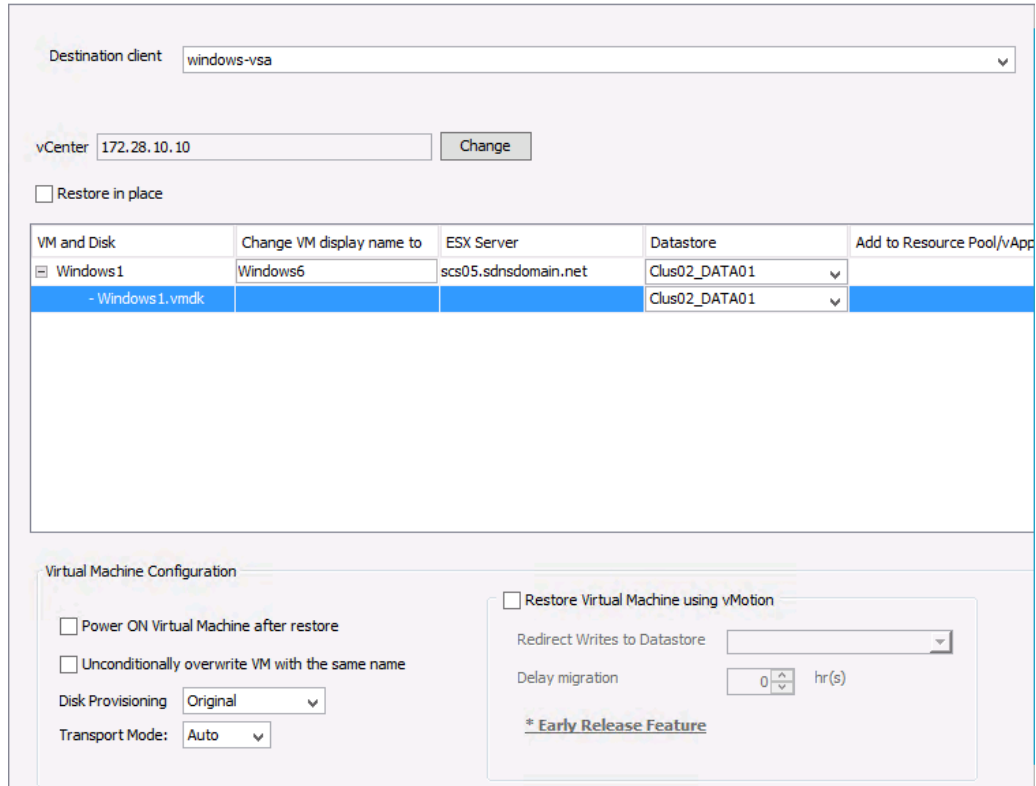 Destination client windows-vsa
vCenter 172.28.10.10 Change
Restore in place
VM and Disk Change VM display name to ESX Server Datastore Add to Resource Pool/vApp
Windows1 Windows6 scs05.sdnsdomain.net Clus02_DATA01
- Windows1.vmdk Clus02_DATA01
Virtual Machine Configuration
Restore Virtual Machine using vMotion
Power ON Virtual Machine after restore
Redirect Writes to Datastore
Unconditionally overwrite VM with the same name
Delay migration 0 hr(s)
Disk Provisioning Original
* Early Release Feature
Transport Mode: Auto